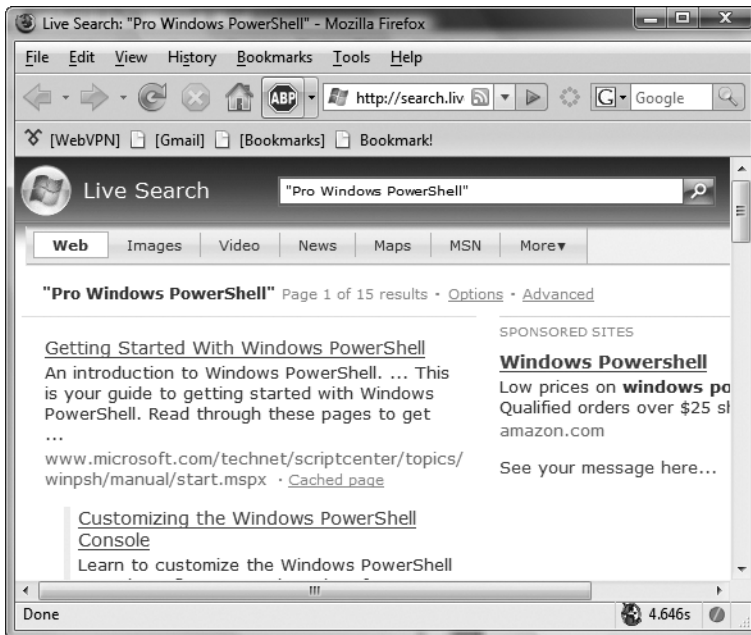 Live Search: "Pro Windows PowerShell" - Mozilla Firefox
File Edit View History Bookmarks Tools Help
ABP http://search.liv G Google
[WebVPN] [Gmail] [Bookmarks] Bookmark!
Live Search "Pro Windows PowerShell"
Web Images Video News Maps MSN More▼
"Pro Windows PowerShell" Page 1 of 15 results · Options · Advanced
Getting Started With Windows PowerShell
An introduction to Windows PowerShell. ... This
is your guide to getting started with Windows
PowerShell. Read through these pages to get
...
www.microsoft.com/technet/scriptcenter/topics/
winpsh/manual/start.mspx · Cached page
Customizing the Windows PowerShell
Console
Learn to customize the Windows PowerShell
SPONSORED SITES
Windows Powershell
Low prices on windows po
Qualified orders over $25 sh
amazon.com
See your message here...
Done 4.646s